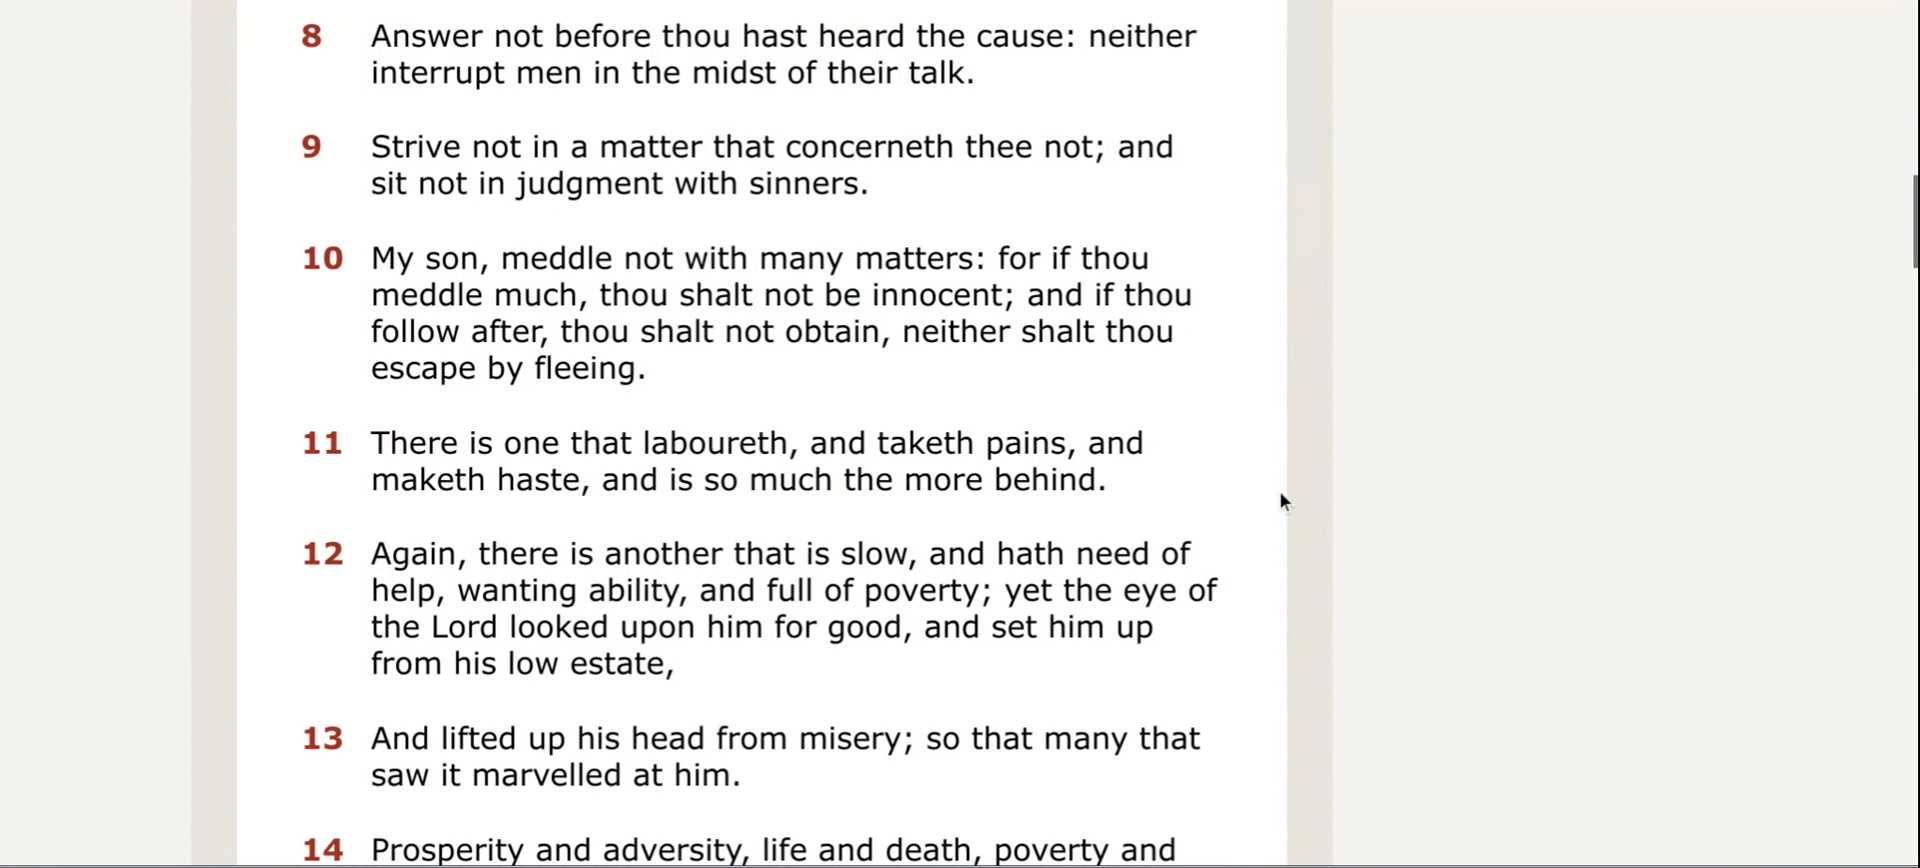 8 Answer not before thou hast heard the cause: neither
interrupt men in the midst of their talk.
9 Strive not in a matter that concerneth thee not; and
sit not in judgment with sinners.
10 My son, meddle not with many matters: for if thou
meddle much, thou shalt not be innocent; and if thou
follow after, thou shalt not obtain, neither shalt thou
escape by fleeing.
11 There is one that laboureth, and taketh pains, and
maketh haste, and is so much the more behind.
12 Again, there is another that is slow, and hath need of
help, wanting ability, and full of poverty; yet the eye of
the Lord looked upon him for good, and set him up
from his low estate,
13 And lifted up his head from misery; so that many that
saw it marvelled at him.
14 Prosperity and adversity, life and death, poverty and